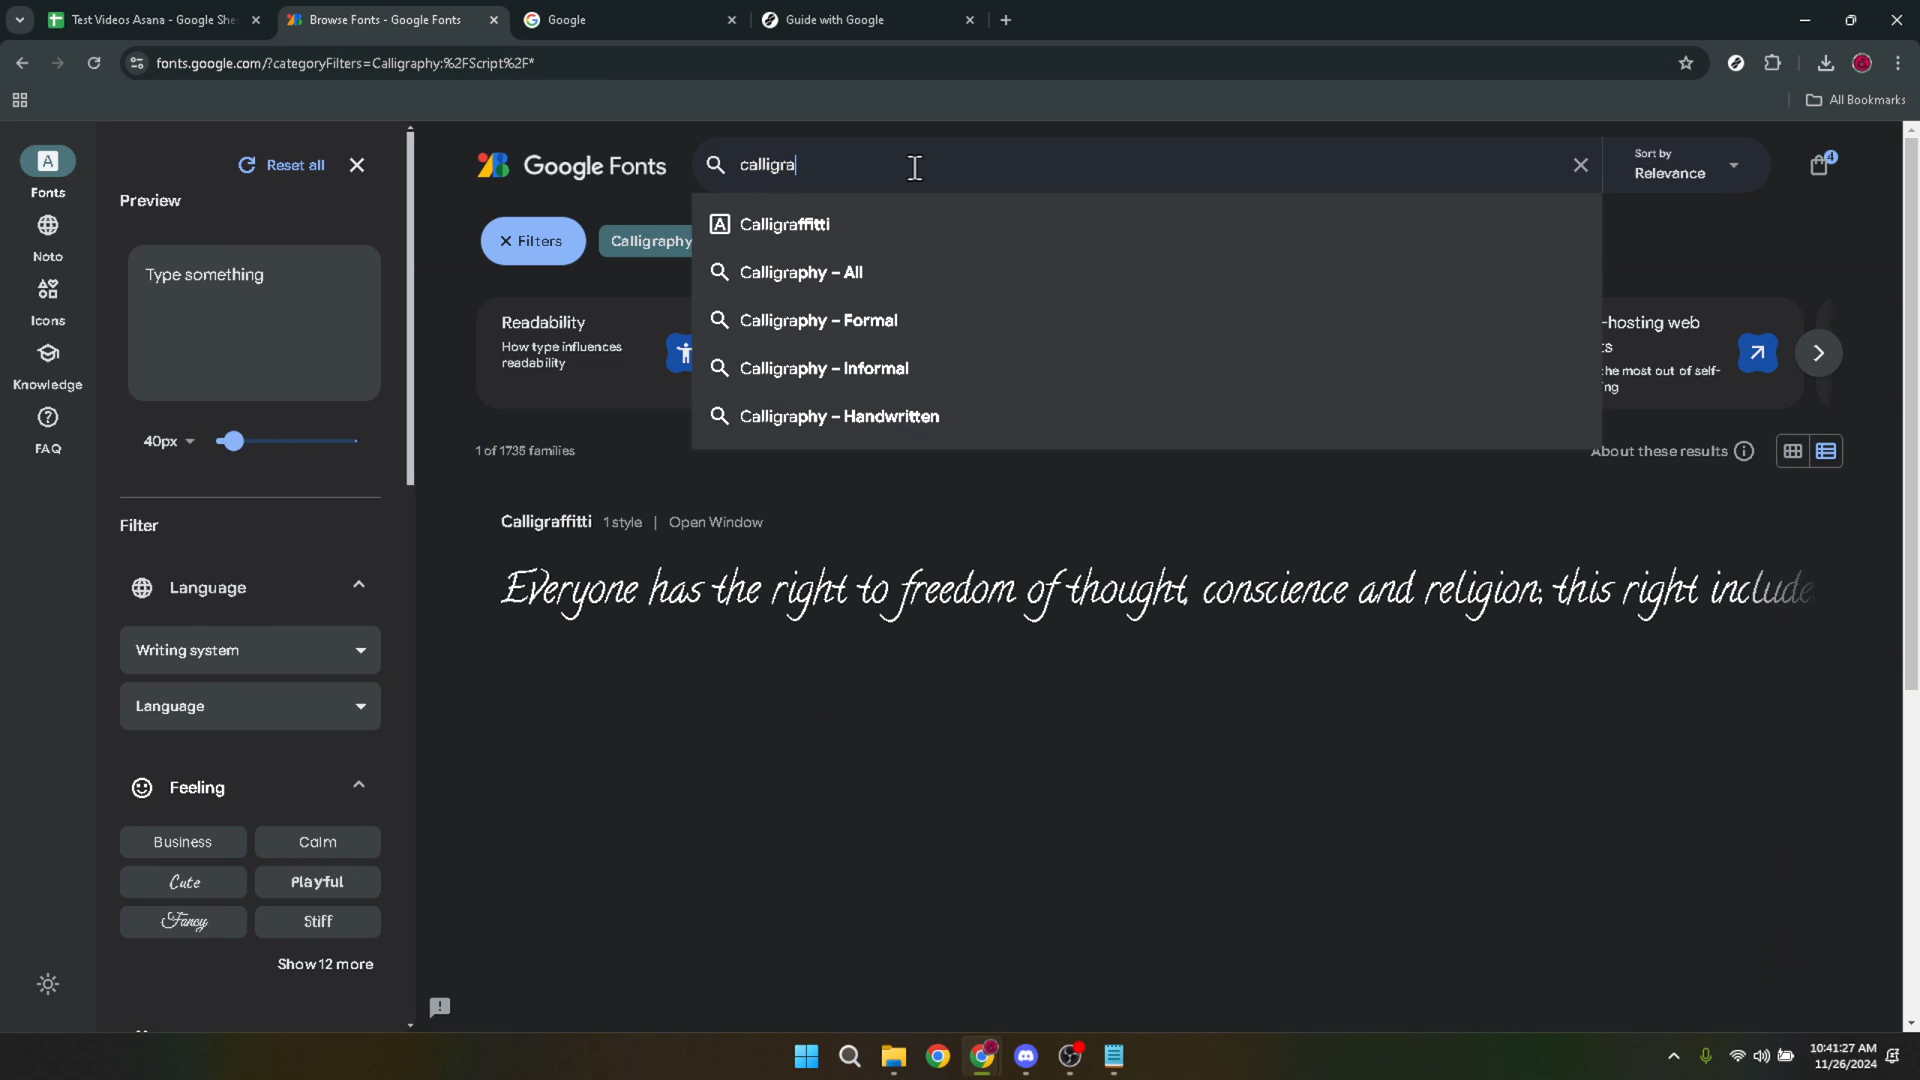 Test Videos Asana - Google She
Browse Fonts - Google Fonts
Google
Guide with Google
fonts.google.com/?categoryFilters=Calligraphy:%2FScript%2F*
All Bookmarks
Fonts
Noto
Icons
Knowledge
FAQ
Reset all
Preview
Type something
40px
Filter
Language
Writing system
Language
Feeling
Business
Calm
Cute
Playful
Fancy
Stiff
Show 12 more
Google Fonts
calligra
Sort by
Relevance
4
Filters
Calligraphy
Calligraffitti
Calligraphy – All
Calligraphy – Formal
Calligraphy – Informal
Calligraphy – Handwritten
Readability
How type influences
readability
-hosting web
ts
he most out of self-
ing
1 of 1735 families
About these results
Calligraffitti 1 style | Open Window
Everyone has the right to freedom of thought, conscience and religion; this right include
10:41:27 AM
11/26/2024